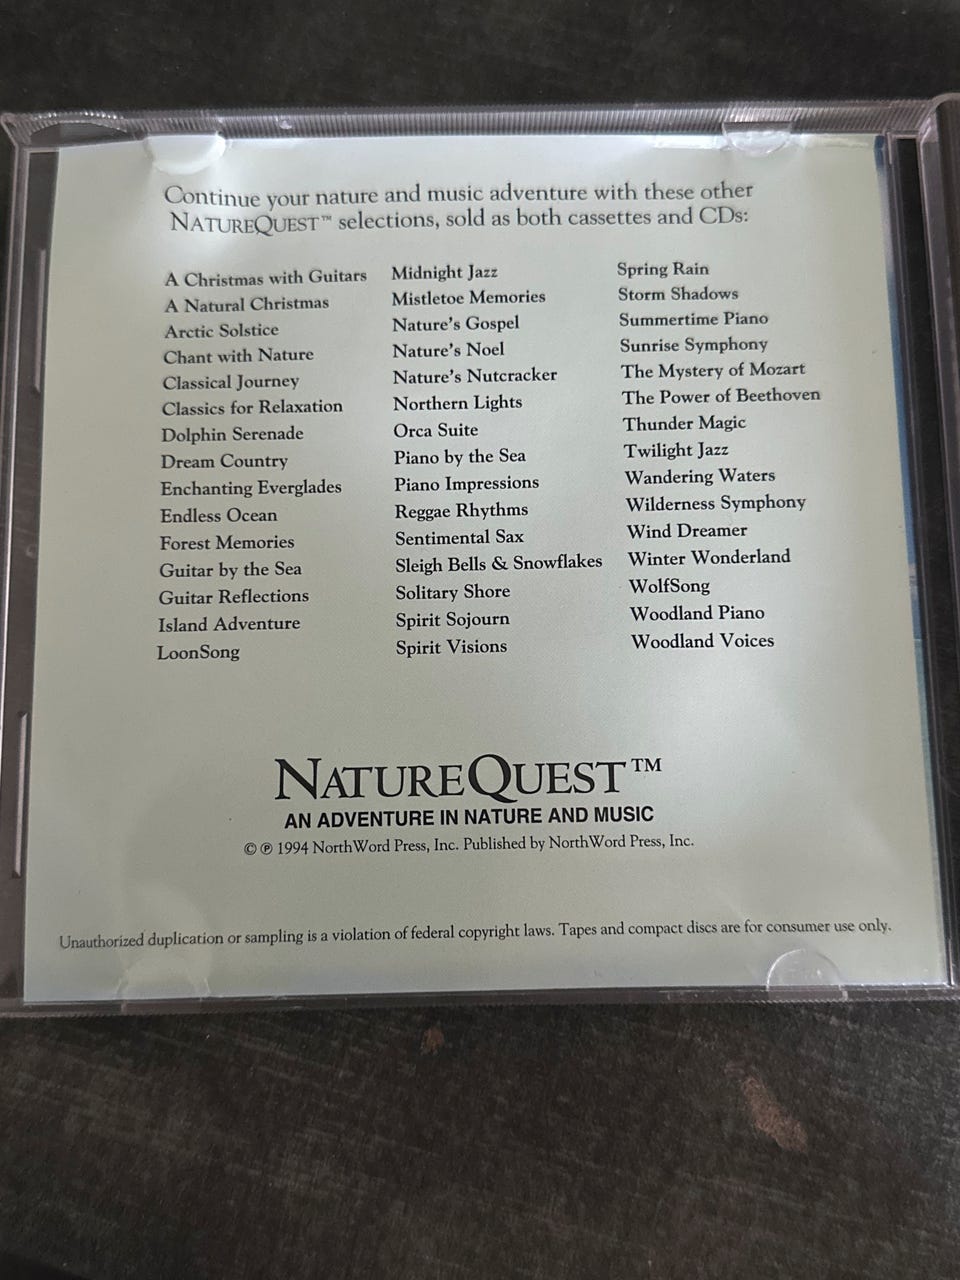 Continue your nature and music adventure with these other
NATUREQUEST™ selections, sold as both cassettes and CDs:
A Christmas with Guitars
A Natural Christmas
Arctic Solstice
Chant with Nature
Classical Journey
Classics for Relaxation
Dolphin Serenade
Dream Country
Enchanting Everglades
Endless Ocean
Forest Memories
Guitar by the Sea
Guitar Reflections
Island Adventure
LoonSong
Midnight Jazz
Mistletoe Memories
Nature's Gospel
Nature's Noel
Nature's Nutcracker
Northern Lights
Orca Suite
Piano by the Sea
Piano Impressions
Reggae Rhythms
Sentimental Sax
Sleigh Bells & Snowflakes
Solitary Shore
Spirit Sojourn
Spirit Visions
Spring Rain
Storm Shadows
Summertime Piano
Sunrise Symphony
The Mystery of Mozart
The Power of Beethoven
Thunder Magic
Twilight Jazz
Wandering Waters
Wilderness Symphony
Wind Dreamer
Winter Wonderland
WolfSong
Woodland Piano
Woodland Voices
NATUREQUEST™
AN ADVENTURE IN NATURE AND MUSIC
© ℗ 1994 NorthWord Press, Inc. Published by NorthWord Press, Inc.
Unauthorized duplication or sampling is a violation of federal copyright laws. Tapes and compact discs are for consumer use only.